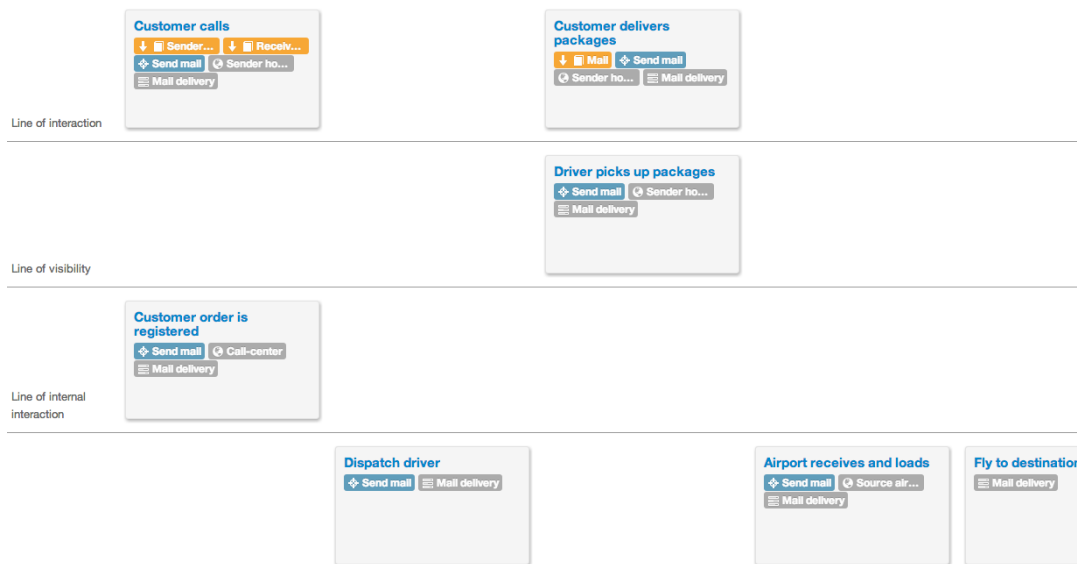 Customer calls
Sender... Receiv...
Send mail Sender ho...
Mail delivery
Customer delivers
packages
Mail Send mail
Sender ho... Mail delivery
Line of interaction
Driver picks up packages
Send mail Sender ho...
Mail delivery
Line of visibility
Customer order is
registered
Send mail Call-center
Mail delivery
Line of internal
interaction
Dispatch driver
Send mail Mail delivery
Airport receives and loads
Send mail Source air...
Mail delivery
Fly to destination
Mail delivery